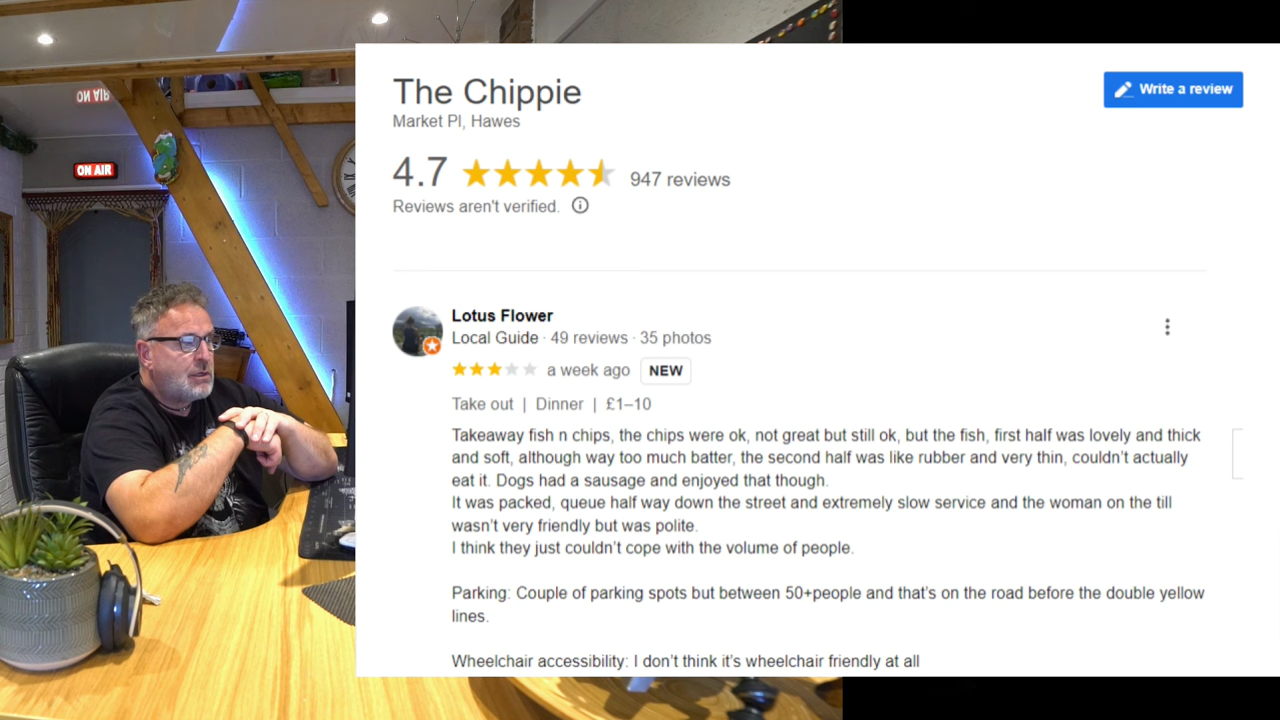 The Chippie
Write a review
Market Pl, Hawes
4.7
947 reviews
Reviews aren't verified.
ON AIR
ON AIR
Lotus Flower
Local Guide · 49 reviews · 35 photos
a week ago
NEW
Take out | Dinner | £1–10
Takeaway fish n chips, the chips were ok, not great but still ok, but the fish, first half was lovely and thick
and soft, although way too much batter, the second half was like rubber and very thin, couldn't actually
eat it. Dogs had a sausage and enjoyed that though.
It was packed, queue half way down the street and extremely slow service and the woman on the till
wasn't very friendly but was polite.
I think they just couldn't cope with the volume of people.
Parking: Couple of parking spots but between 50+people and that's on the road before the double yellow
lines.
Wheelchair accessibility: I don't think it's wheelchair friendly at all